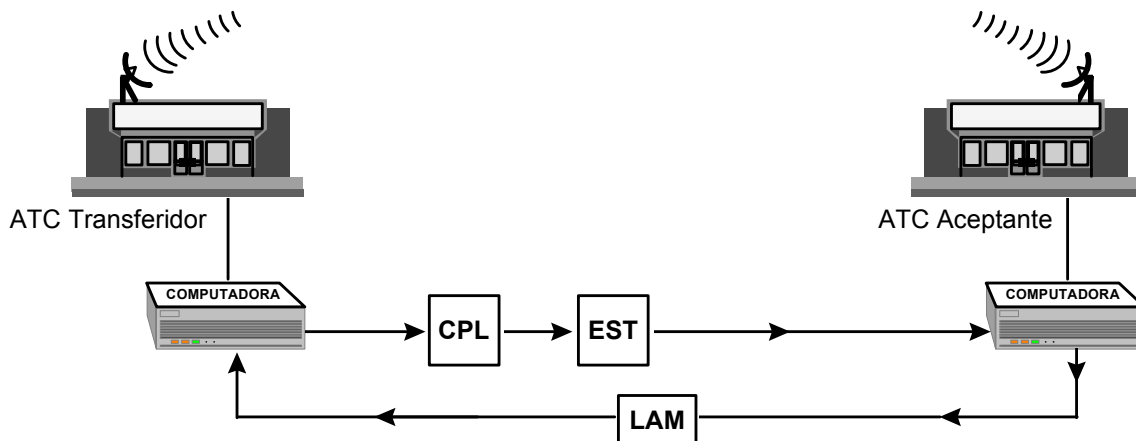 ATC Transferidor
ATC Aceptante
COMPUTADORA
COMPUTADORA
CPL
EST
LAM